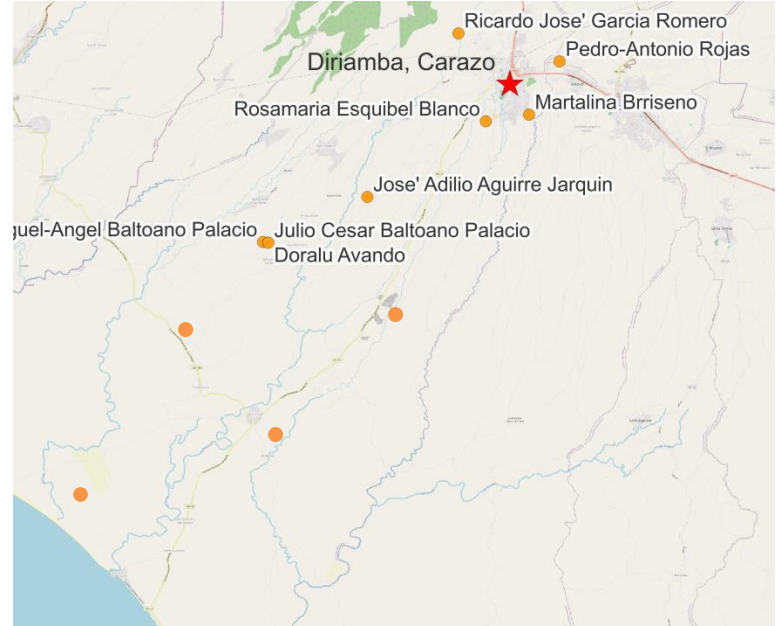 Ricardo Jose' Garcia Romero
Pedro-Antonio Rojas
Diriamba, Carazo
Rosamaria Esquibel Blanco
Martalina Brriseno
Jose' Adilio Aguirre Jarquin
guel-Angel Baltoano Palacio
Julio Cesar Baltoano Palacio
Doralu Avando